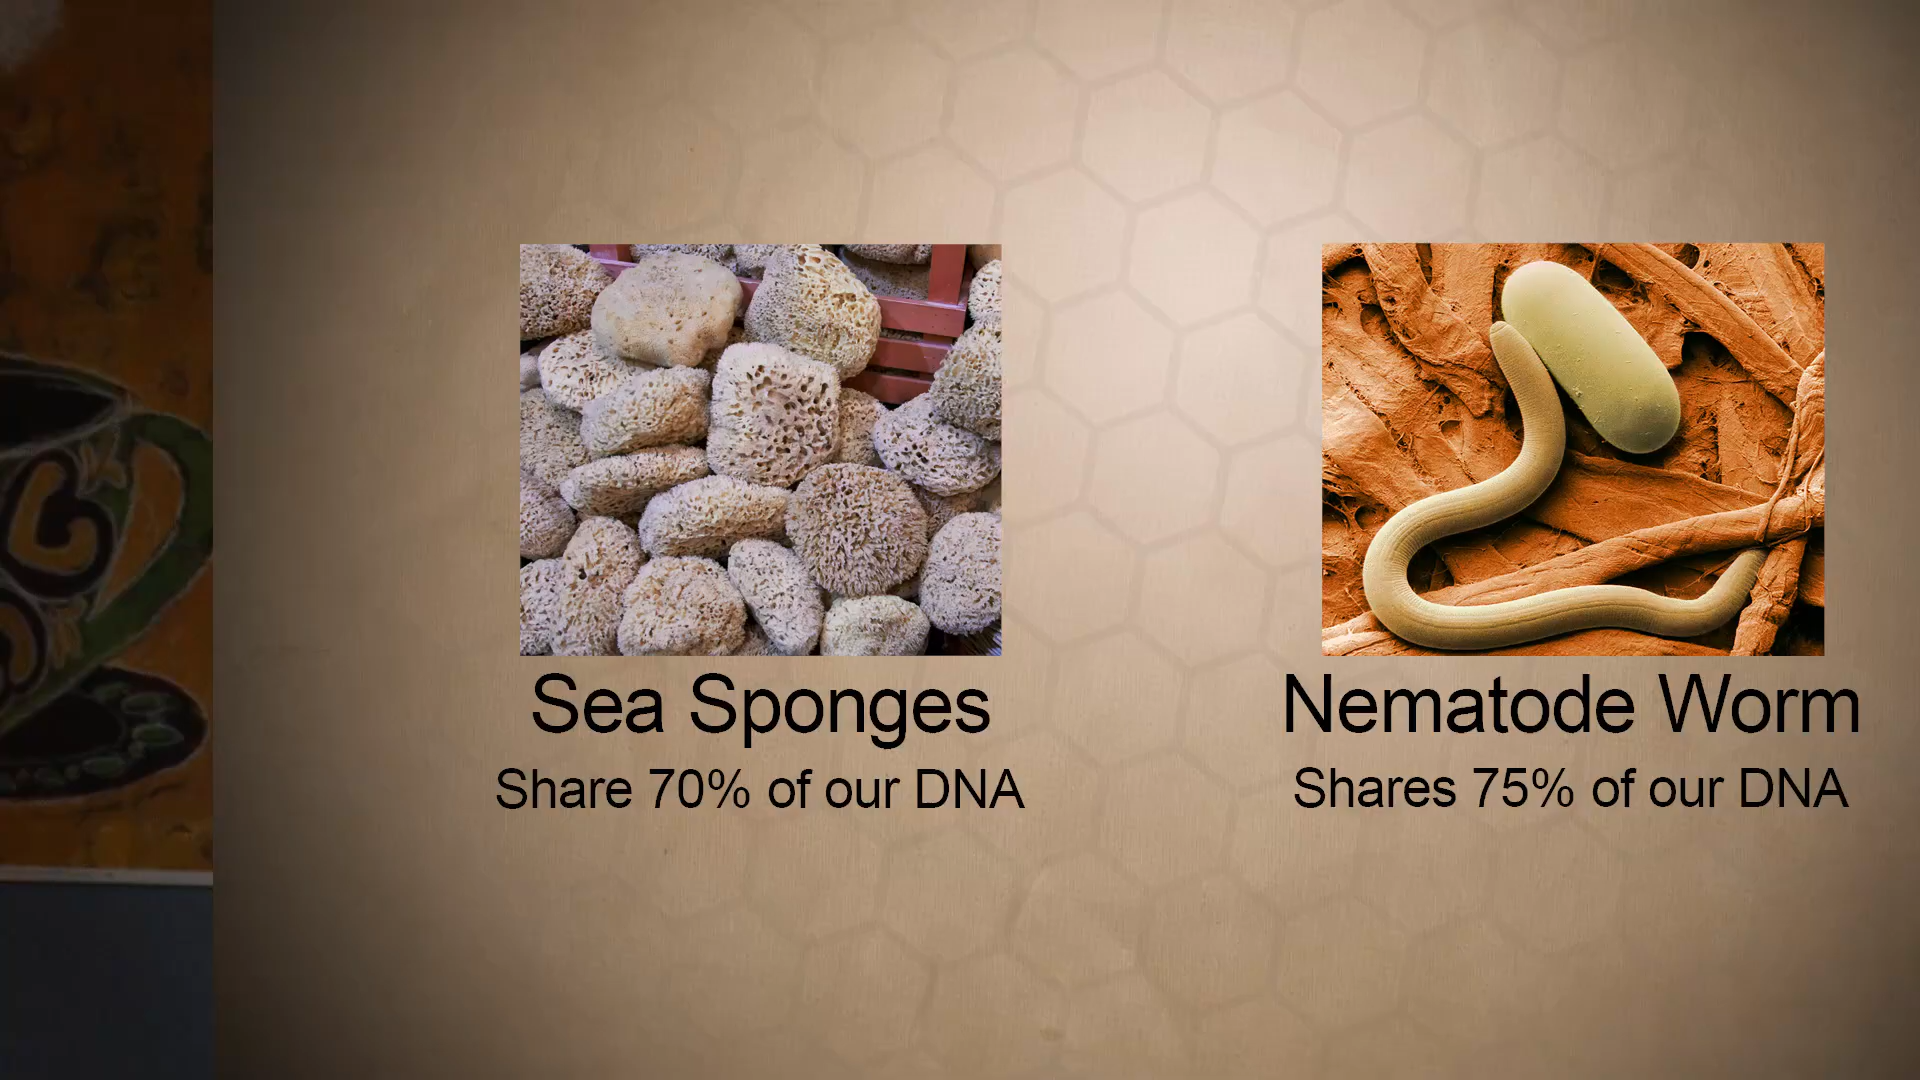 Sea Sponges
Share 70% of our DNA
Nematode Worm
Shares 75% of our DNA